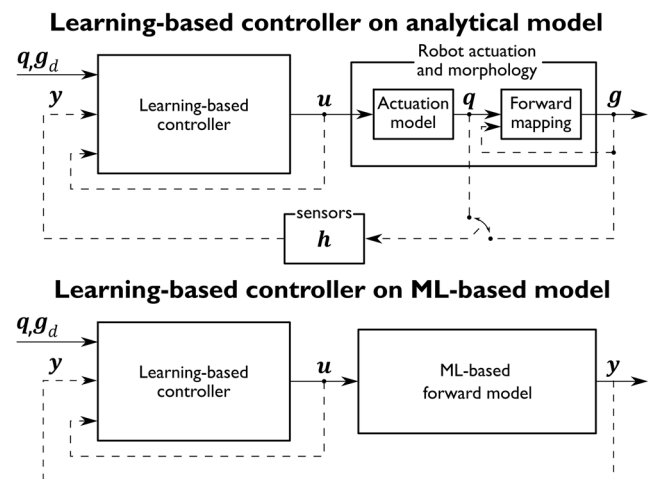 Learning-based controller on analytical model
q,g_d
y
Learning-based
controller
u
Robot actuation
and morphology
Actuation
model
q
Forward
mapping
g
sensors
h
Learning-based controller on ML-based model
q,g_d
y
Learning-based
controller
u
ML-based
forward model
y